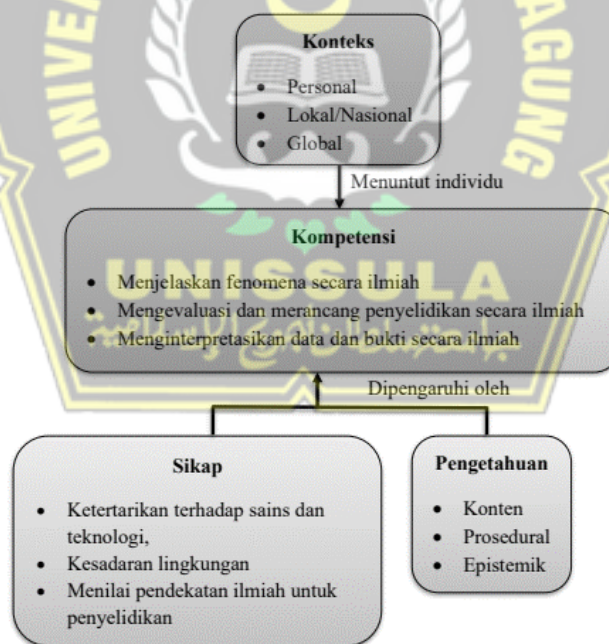 UNIVE
AGUNG
Konteks
• Personal
• Lokal/Nasional
• Global
Menuntut individu
Kompetensi
• Menjelaskan fenomena secara ilmiah
• Mengevaluasi dan merancang penyelidikan secara ilmiah
• Menginterpretasikan data dan bukti secara ilmiah
UNISSULA
Dipengaruhi oleh
Sikap
• Ketertarikan terhadap sains dan
teknologi,
• Kesadaran lingkungan
• Menilai pendekatan ilmiah untuk
penyelidikan
Pengetahuan
• Konten
• Prosedural
• Epistemik